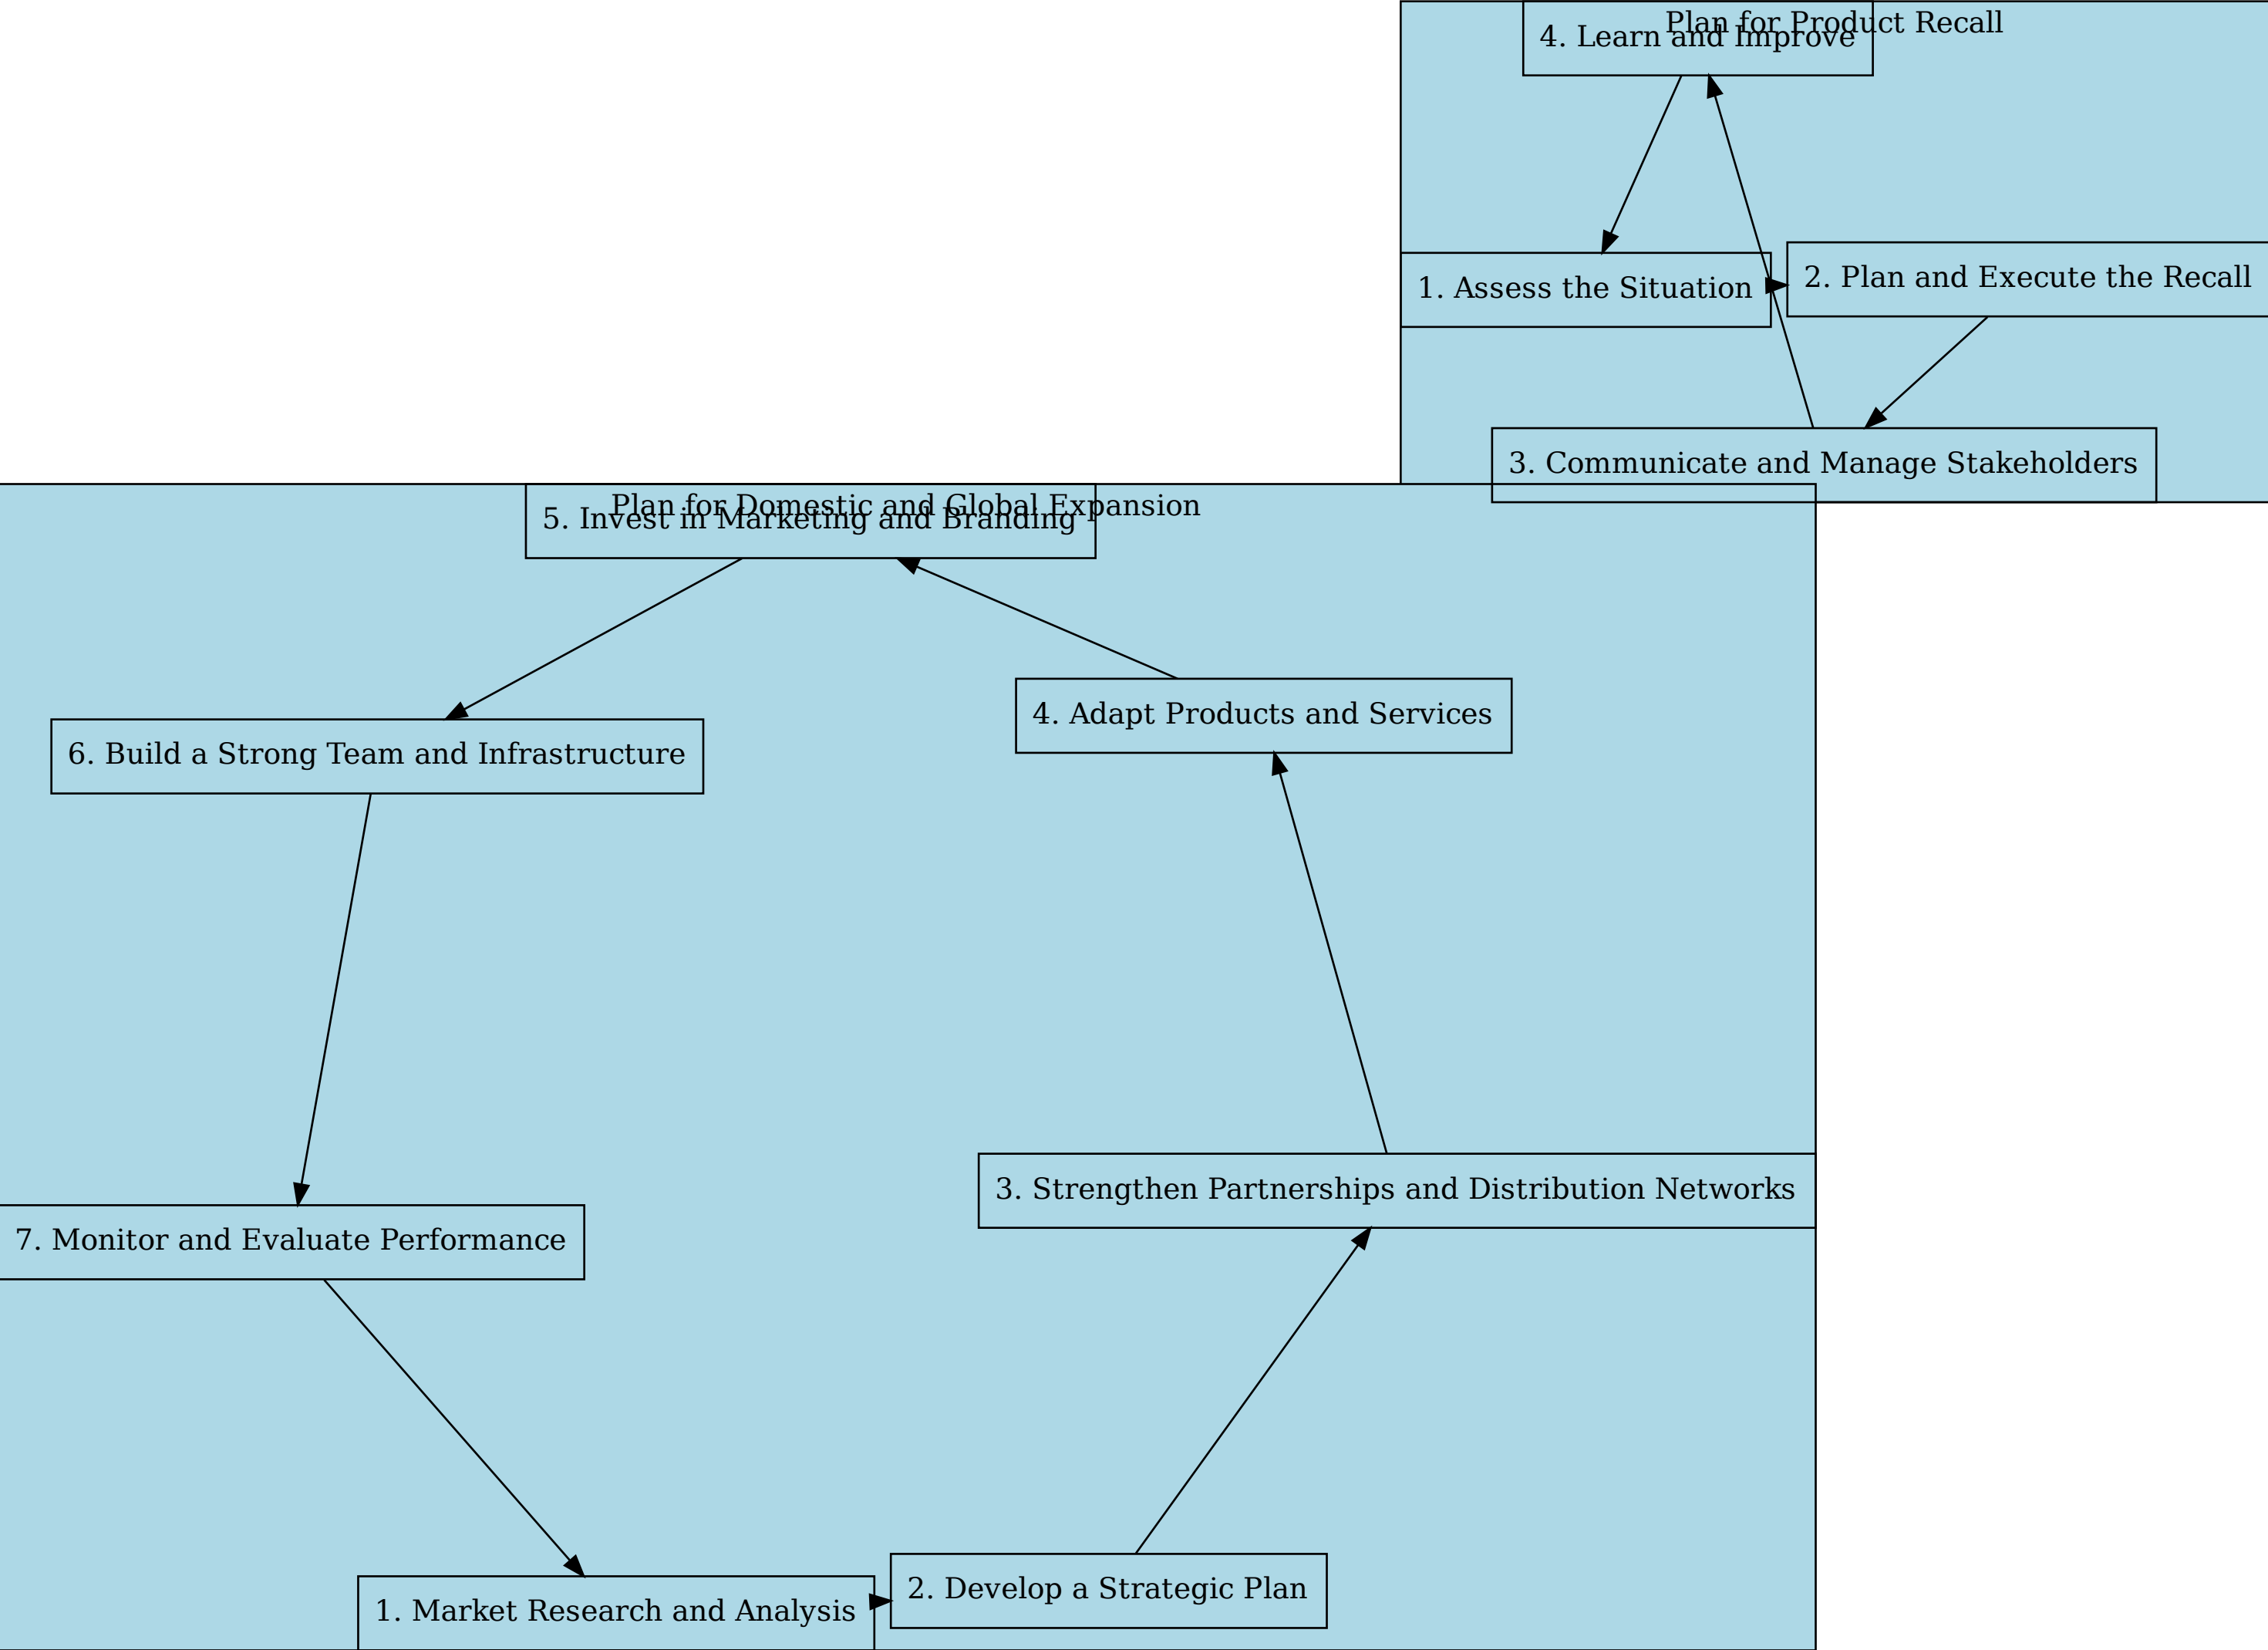 Plan for Product Recall
4. Learn and Improve
1. Assess the Situation
2. Plan and Execute the Recall
3. Communicate and Manage Stakeholders
Plan for Domestic and Global Expansion
5. Invest in Marketing and Branding
4. Adapt Products and Services
6. Build a Strong Team and Infrastructure
3. Strengthen Partnerships and Distribution Networks
7. Monitor and Evaluate Performance
2. Develop a Strategic Plan
1. Market Research and Analysis